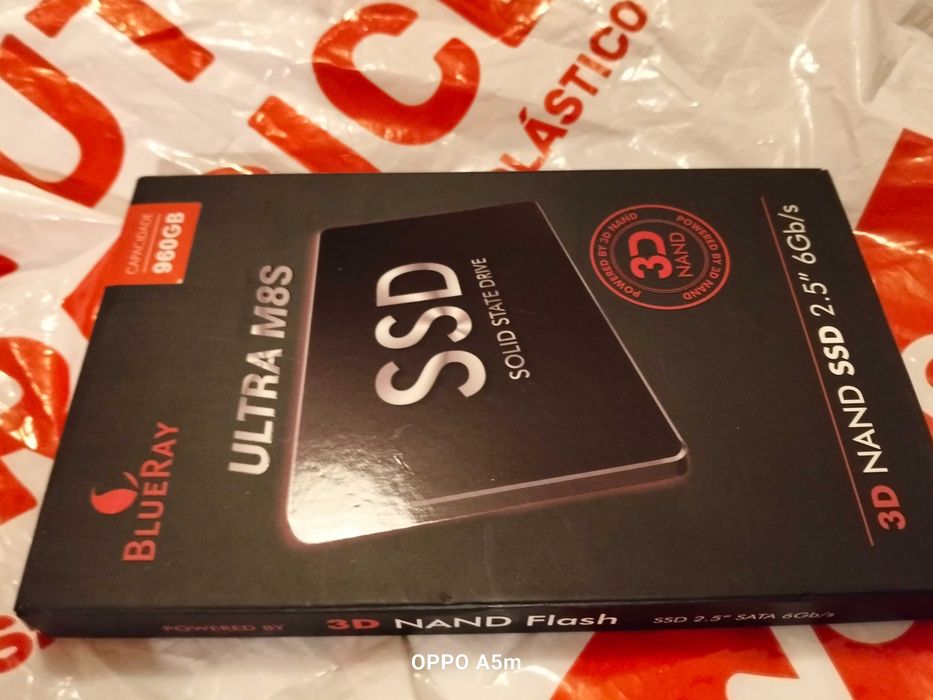 PLÁSTICO
CAPACIDADE
960GB
BLUERAY
ULTRA M8S
SSD
SOLID STATE DRIVE
POWERED BY 3D NAND
POWERED BY 3D NAND
3D
NAND
3D NAND SSD 2.5" 6Gb/s
POWERED BY 3D NAND Flash SSD 2.5" SATA 6Gb/s
OPPO A5m